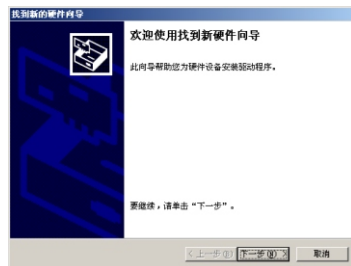 找到新的硬件向导
欢迎使用找到新硬件向导
此向导帮助您为硬件设备安装驱动程序。
要继续，请单击“下一步”。
< 上一步(B) 下一步(N) > 取消